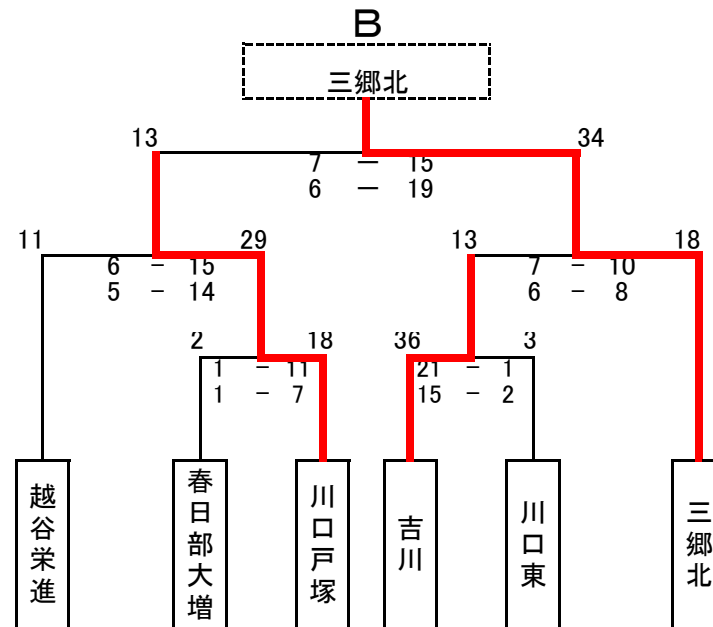 B
三郷北
13 34
7 — 15
6 — 19
11 29 13 18
6 - 15 7 - 10
5 - 14 6 - 8
2 18 36 3
1 - 11 21 - 1
1 - 7 15 - 2
越谷栄進
春日部大増
川口戸塚
吉川
川口東
三郷北